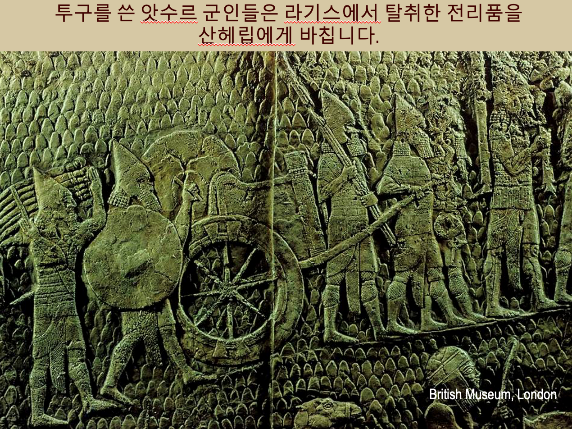 투구를 쓴 앗수르 군인들은 라기스에서 탈취한 전리품을
산헤립에게 바칩니다.
British Museum, London